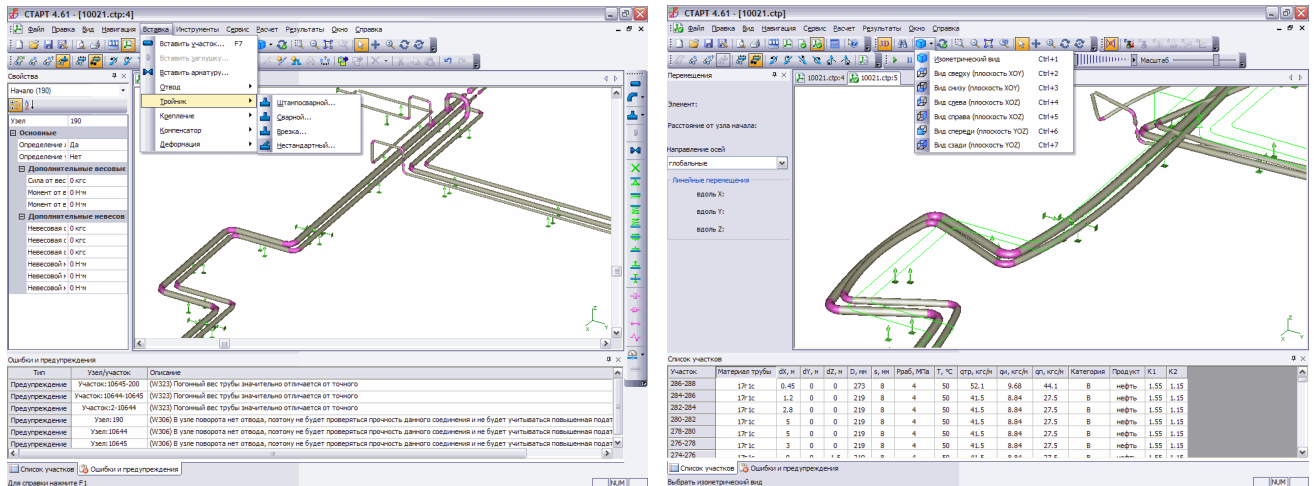 СТАРТ 4.61 - [10021.ctp:4]
Файл Правка Вид Навигация Вставка Инструменты Сервис Расчет Результаты Окно Справка
Вставить участок... F7
Вставить заглушку...
Вставить арматуру...
Отвод
Тройник
Крепление
Компенсатор
Деформация
Штампосварной...
Сварной...
Врезка...
Нестандартный...
Свойства
Начало (190)
Узел 190
Основные
Определение Да
Определение Нет
Дополнительные весовые
Сила от вес 0 кгс
Момент от в 0 Н·м
Момент от в 0 Н·м
Дополнительные невесов
Невесовая с 0 кгс
Невесовая с 0 кгс
Невесовая с 0 кгс
Невесовой 0 Н·м
Невесовой 0 Н·м
Невесовой 0 Н·м
Z
X Y
Ошибки и предупреждения
Тип Узел/участок Описание
Предупреждение Участок:10645-200 (W323) Погонный вес трубы значительно отличается от точного
Предупреждение Участок:10644-10645 (W323) Погонный вес трубы значительно отличается от точного
Предупреждение Участок:2-10644 (W323) Погонный вес трубы значительно отличается от точного
Предупреждение Узел:190 (W306) В узле поворота нет отвода, поэтому не будет проверяться прочность данного соединения и не будет учитываться повышенная подат
Предупреждение Узел:10644 (W306) В узле поворота нет отвода, поэтому не будет проверяться прочность данного соединения и не будет учитываться повышенная подат
Предупреждение Узел:10645 (W306) В узле поворота нет отвода, поэтому не будет проверяться прочность данного соединения и не будет учитываться повышенная подат
Список участков Ошибки и предупреждения
Для справки нажмите F1
NUM
СТАРТ 4.61 - [10021.ctp]
Файл Правка Вид Навигация Сервис Расчет Результаты Окно Справка
3D
Масштаб
Изометрический вид Ctrl+1
Вид сверху (плоскость XOY) Ctrl+2
Вид снизу (плоскость XOY) Ctrl+3
Вид слева (плоскость XOZ) Ctrl+4
Вид справа (плоскость XOZ) Ctrl+5
Вид спереди (плоскость YOZ) Ctrl+6
Вид сзади (плоскость YOZ) Ctrl+7
Перемещения
10021.ctp:4 10021.ctp:5
Элемент:
Расстояние от узла начала:
Направление осей
глобальные
Линейные перемещения
вдоль X:
вдоль Y:
вдоль Z:
Z
X Y
Список участков
Участок Материал трубы dX, м dY, м dZ, м D, мм s, мм Pраб, МПа T, °C qтр, кгс/м qи, кгс/м qп, кгс/м Категория Продукт K1 K2
286-288 17г1с 0.45 0 0 273 8 4 50 52.1 9.68 44.1 В нефть 1.55 1.15
284-286 17г1с 1.2 0 0 219 8 4 50 41.5 8.84 27.5 В нефть 1.55 1.15
282-284 17г1с 2.8 0 0 219 8 4 50 41.5 8.84 27.5 В нефть 1.55 1.15
280-282 17г1с 5 0 0 219 8 4 50 41.5 8.84 27.5 В нефть 1.55 1.15
278-280 17г1с 5 0 0 219 8 4 50 41.5 8.84 27.5 В нефть 1.55 1.15
276-278 17г1с 3 0 0 219 8 4 50 41.5 8.84 27.5 В нефть 1.55 1.15
274-276
Список участков Ошибки и предупреждения
Выбрать изометрический вид
NUM